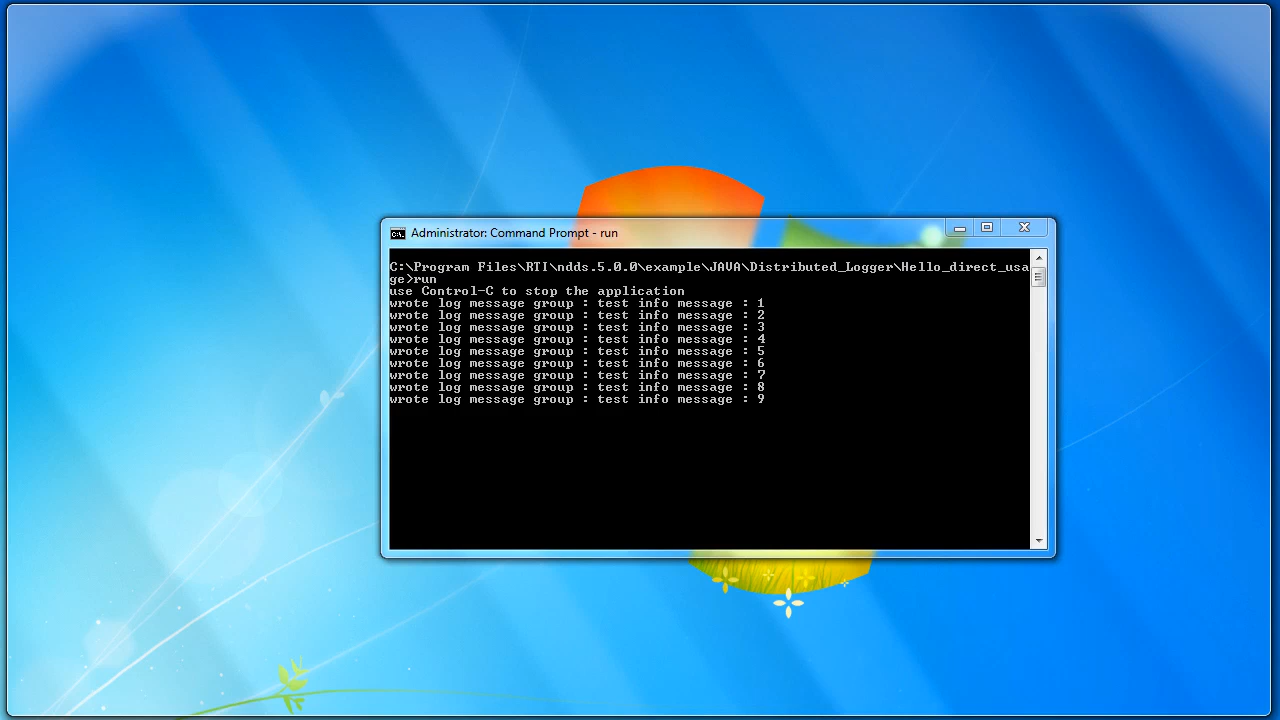 Administrator: Command Prompt - run
C:\Program Files\RTI\ndds.5.0.0\example\JAVA\Distributed_Logger\Hello_direct_usa
ge>run
use Control-C to stop the application
wrote log message group : test info message : 1
wrote log message group : test info message : 2
wrote log message group : test info message : 3
wrote log message group : test info message : 4
wrote log message group : test info message : 5
wrote log message group : test info message : 6
wrote log message group : test info message : 7
wrote log message group : test info message : 8
wrote log message group : test info message : 9